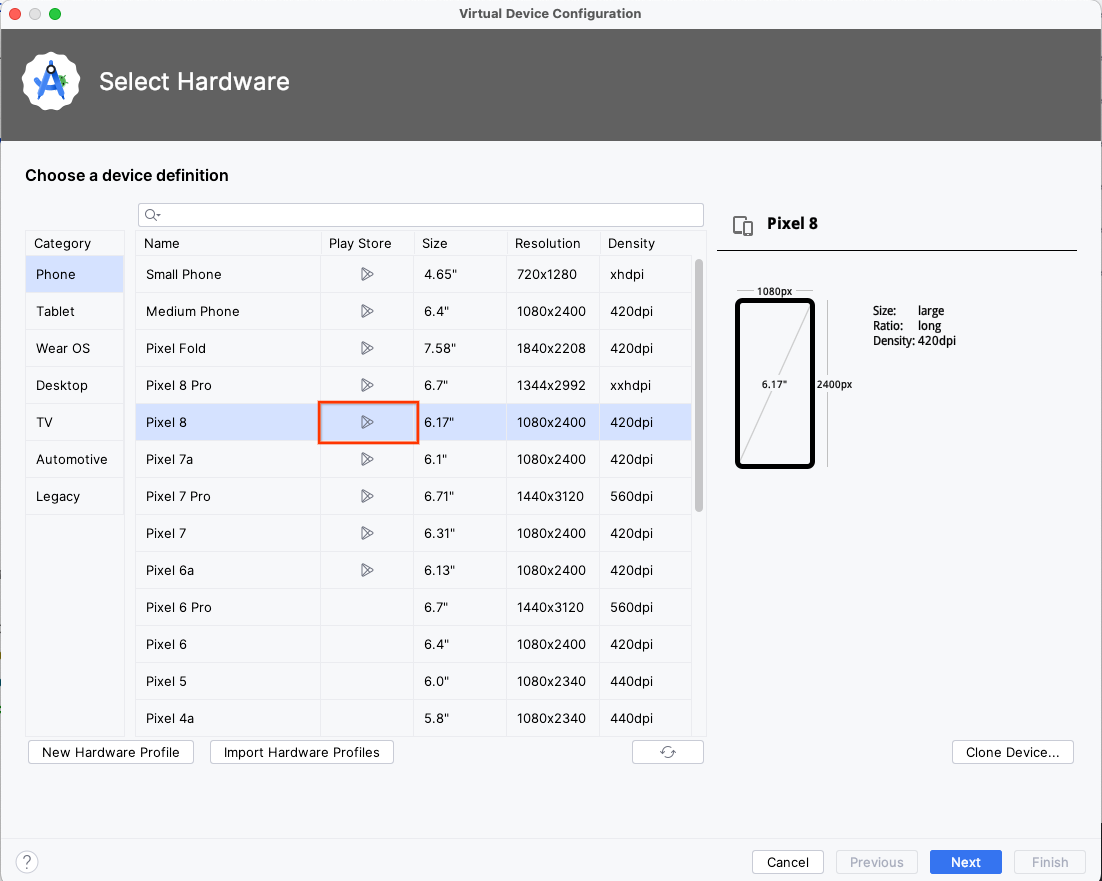 Virtual Device Configuration
Select Hardware
Choose a device definition
Category
Phone
Tablet
Wear OS
Desktop
TV
Automotive
Legacy
Name Play Store Size Resolution Density
Small Phone 4.65" 720x1280 xhdpi
Medium Phone 6.4" 1080x2400 420dpi
Pixel Fold 7.58" 1840x2208 420dpi
Pixel 8 Pro 6.7" 1344x2992 xxhdpi
Pixel 8 6.17" 1080x2400 420dpi
Pixel 7a 6.1" 1080x2400 420dpi
Pixel 7 Pro 6.71" 1440x3120 560dpi
Pixel 7 6.31" 1080x2400 420dpi
Pixel 6a 6.13" 1080x2400 420dpi
Pixel 6 Pro 6.7" 1440x3120 560dpi
Pixel 6 6.4" 1080x2400 420dpi
Pixel 5 6.0" 1080x2340 440dpi
Pixel 4a 5.8" 1080x2340 440dpi
Pixel 8
1080px
6.17"
2400px
Size: large
Ratio: long
Density: 420dpi
New Hardware Profile
Import Hardware Profiles
Clone Device...
?
Cancel
Previous
Next
Finish